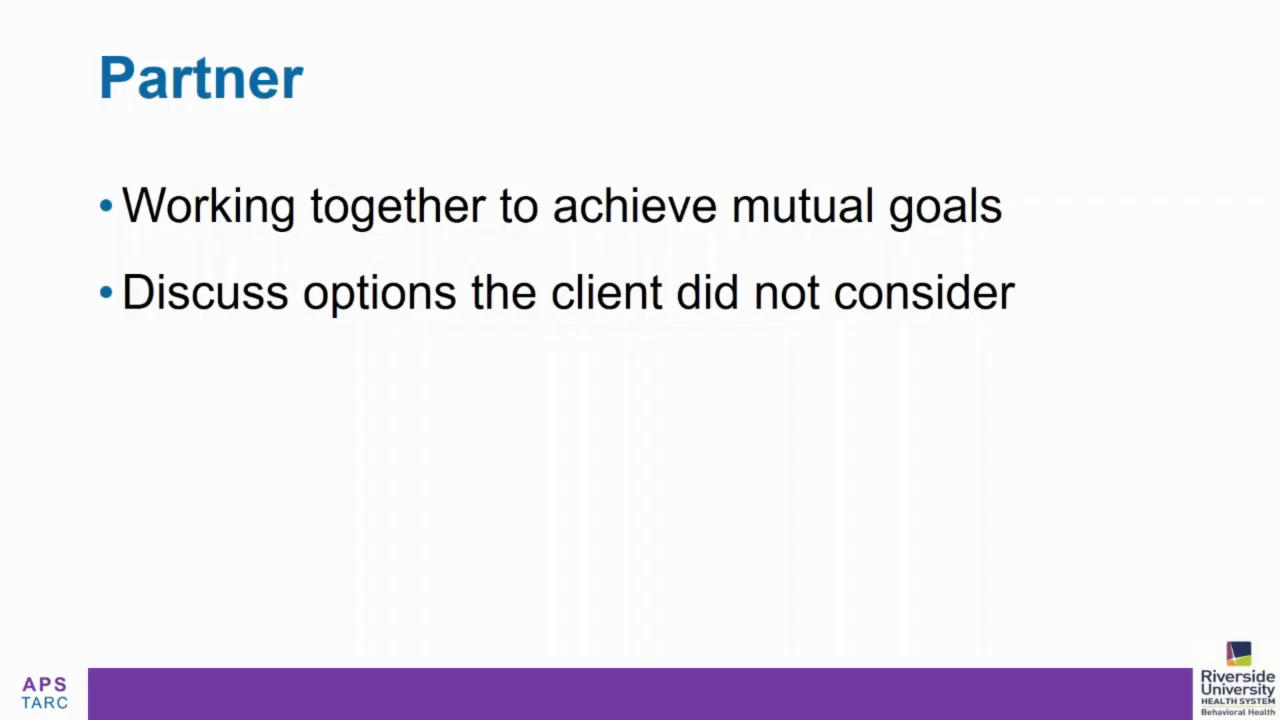 Partner
• Working together to achieve mutual goals
• Discuss options the client did not consider
APS
TARC
Riverside
University
HEALTH SYSTEM
Behavioral Health